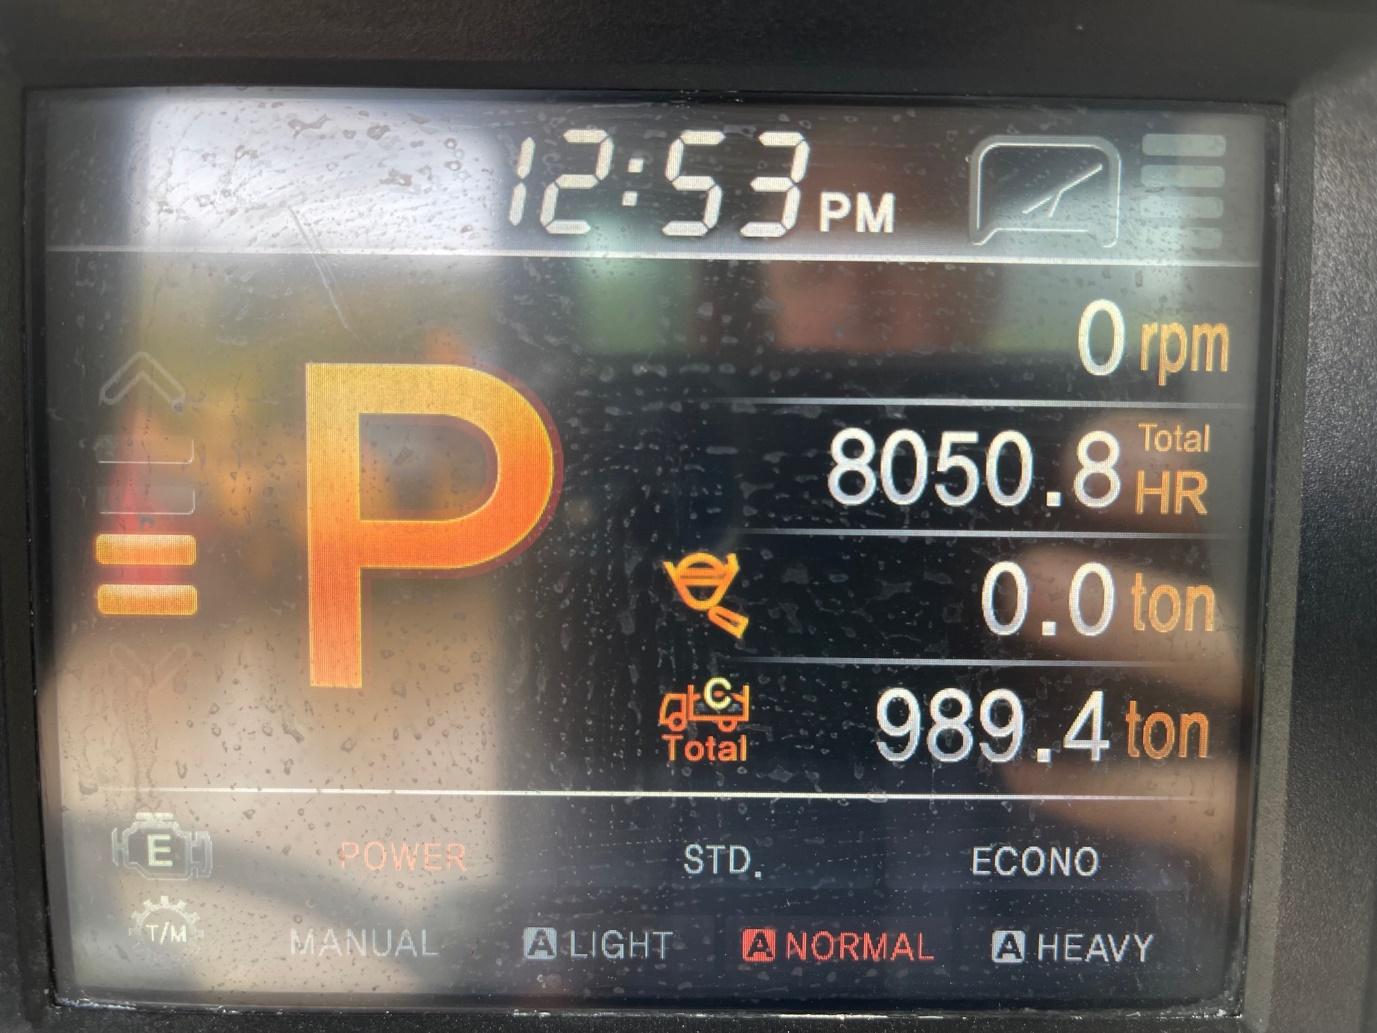 12:53 PM
0 rpm
8050.8 Total HR
P
0.0 ton
C
Total
989.4 ton
E
POWER STD. ECONO
T/M
MANUAL A LIGHT A NORMAL A HEAVY